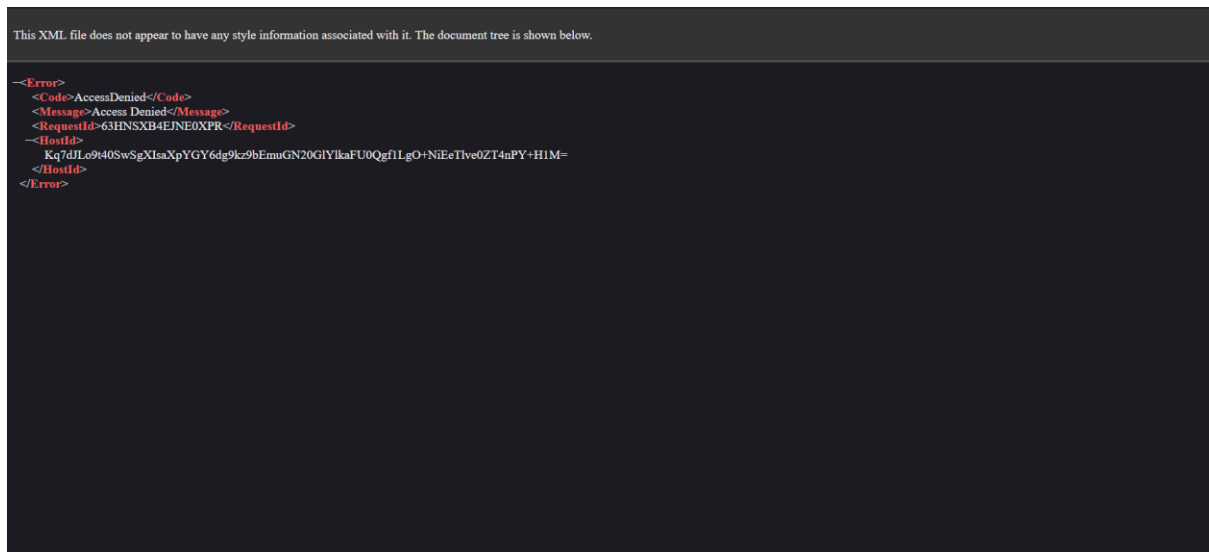 This XML file does not appear to have any style information associated with it. The document tree is shown below.
—<Error>
<Code>AccessDenied</Code>
<Message>Access Denied</Message>
<RequestId>63HNSXB4EJNE0XPR</RequestId>
—<HostId>
Kq7dJLo9t40SwSgXIsaXpYGY6dg9kz9bEmuGN20GlYlkaFU0Qgf1LgO+NiEeTlve0ZT4nPY+H1M=
</HostId>
</Error>